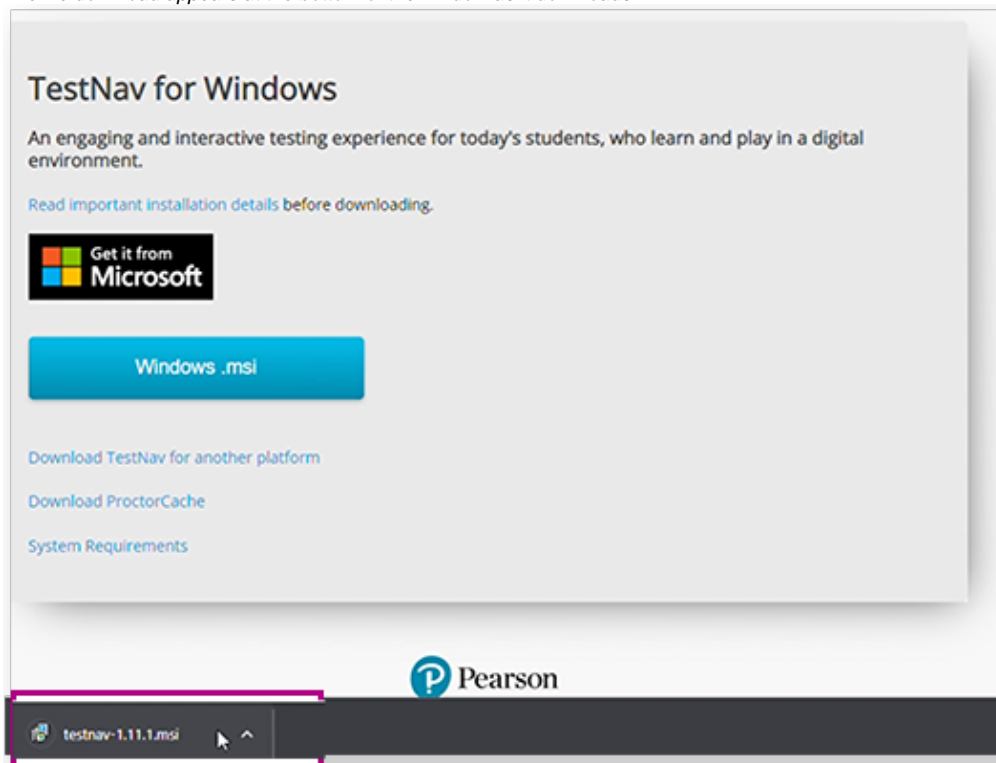 TestNav for Windows
An engaging and interactive testing experience for today's students, who learn and play in a digital
environment.
Read important installation details before downloading.
Get it from
Microsoft
Windows .msi
Download TestNav for another platform
Download ProctorCache
System Requirements
P Pearson
testnav-1.11.1.msi